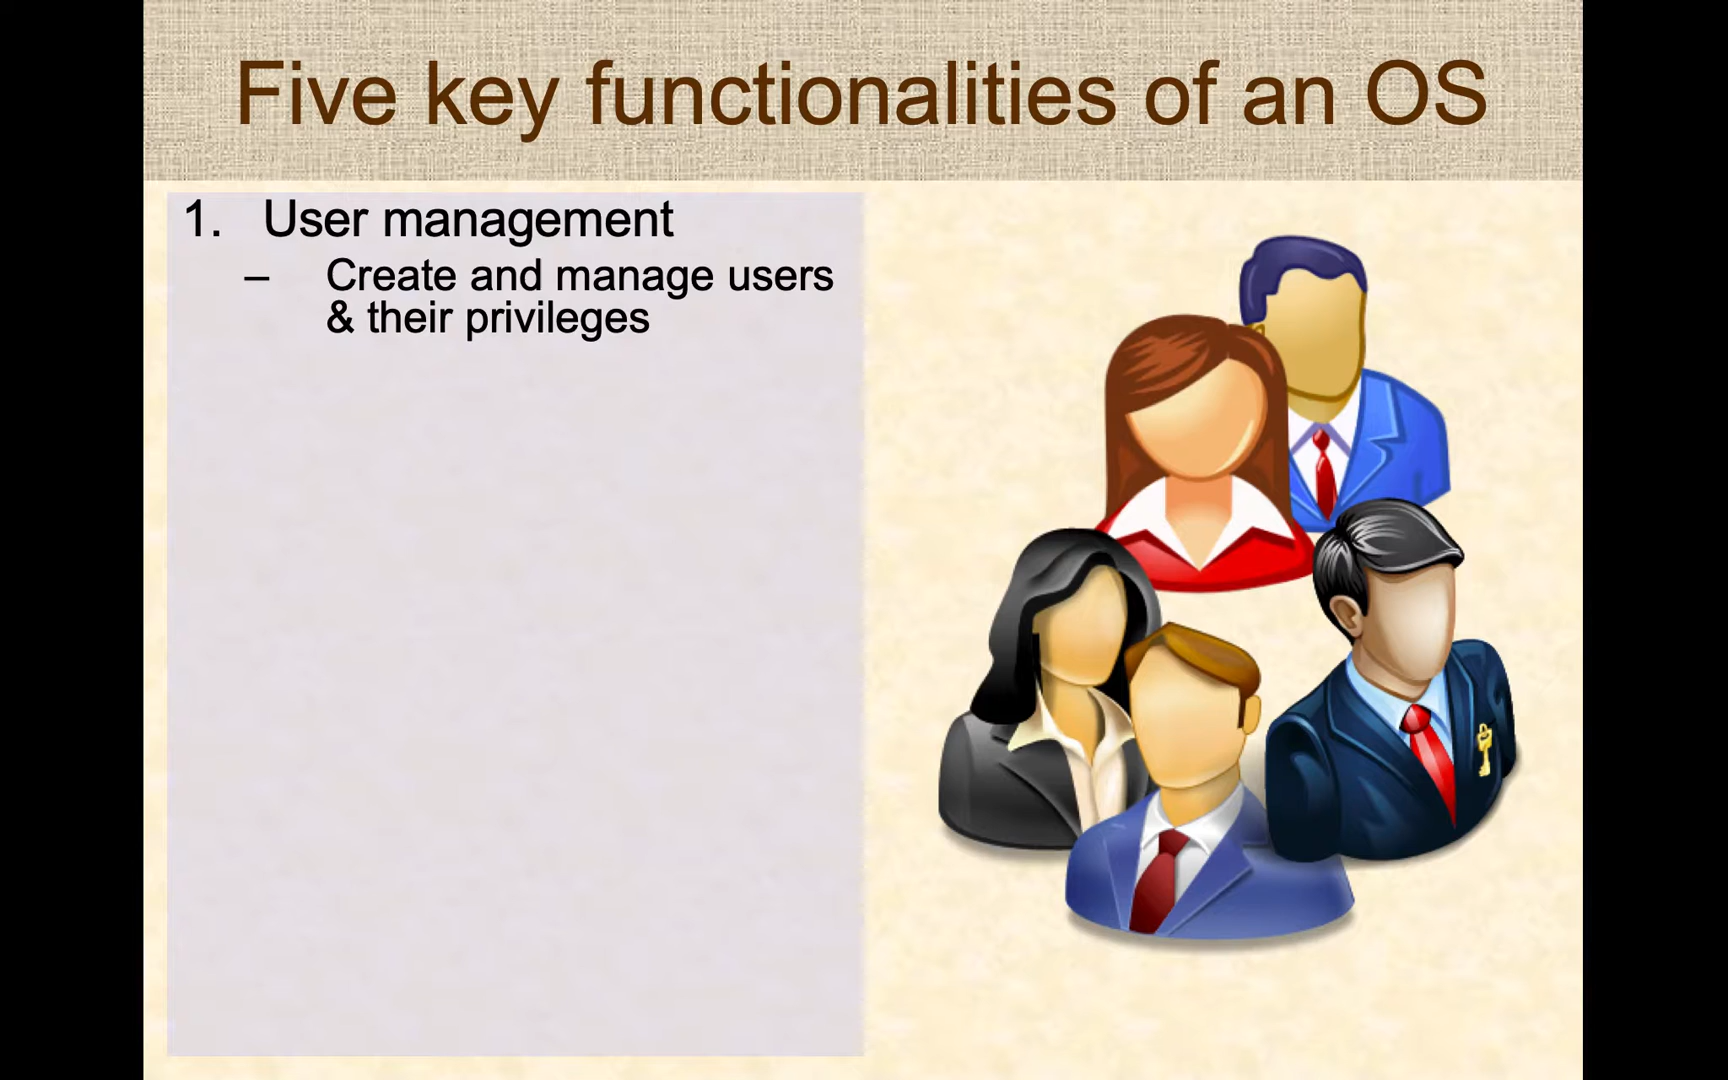 Five key functionalities of an OS
1. User management
– Create and manage users
& their privileges